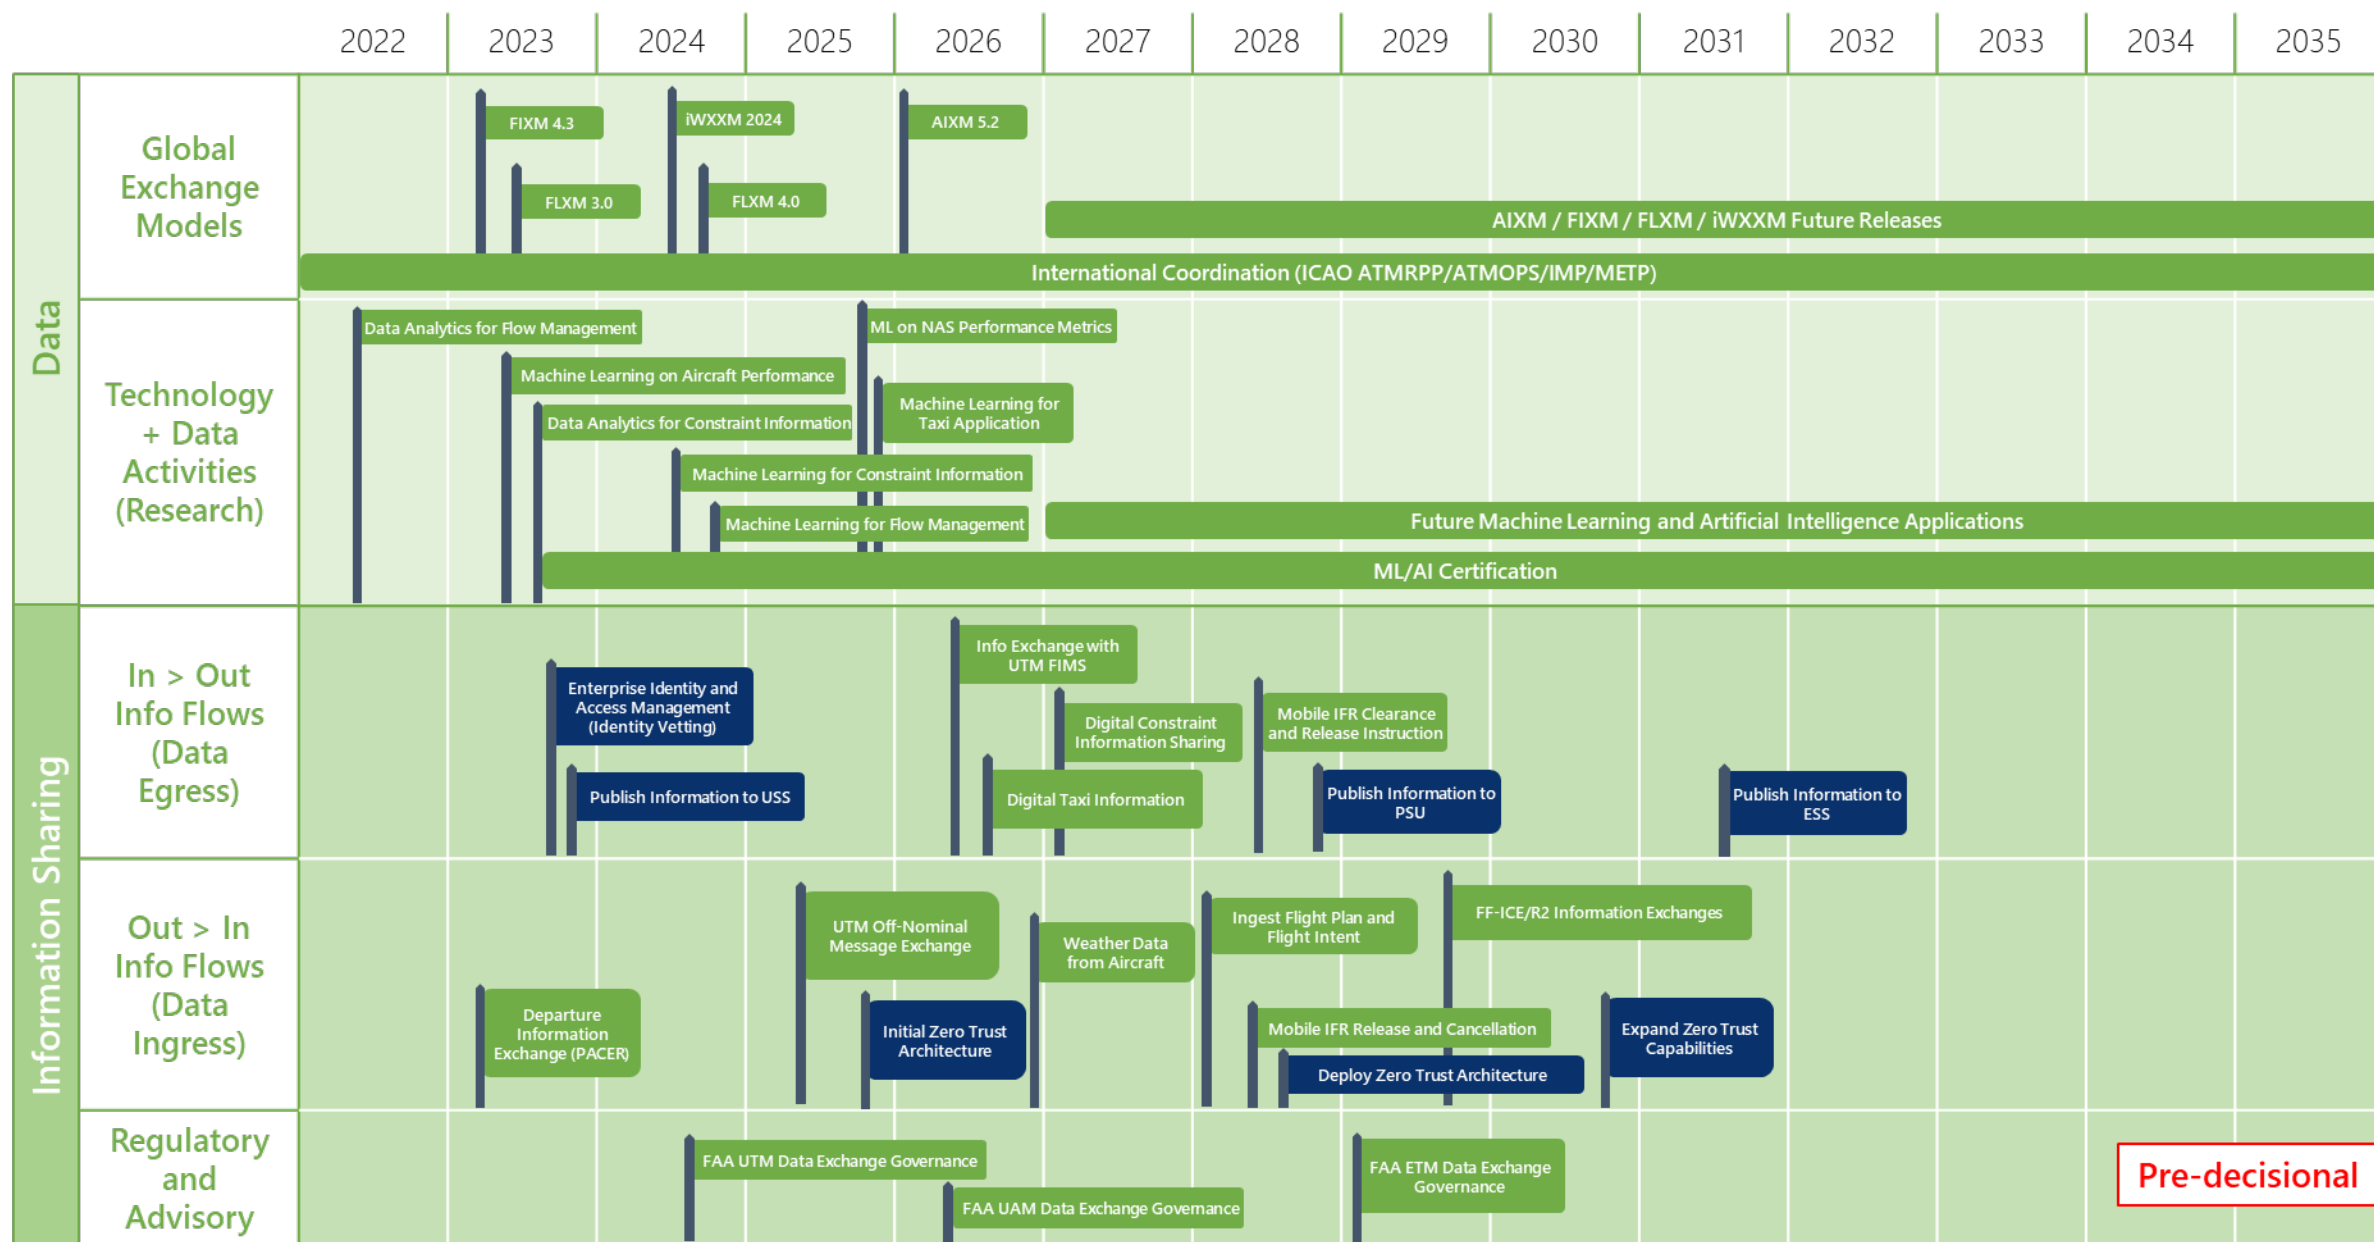 2022 2023 2024 2025 2026 2027 2028 2029 2030 2031 2032 2033 2034 2035
Data
Global
Exchange
Models
FIXM 4.3
iWXXM 2024
AIXM 5.2
FLXM 3.0
FLXM 4.0
AIXM / FIXM / FLXM / iWXXM Future Releases
International Coordination (ICAO ATMRPP/ATMOPS/IMP/METP)
Technology
+ Data
Activities
(Research)
Data Analytics for Flow Management
ML on NAS Performance Metrics
Machine Learning on Aircraft Performance
Machine Learning for
Taxi Application
Data Analytics for Constraint Information
Machine Learning for Constraint Information
Machine Learning for Flow Management
Future Machine Learning and Artificial Intelligence Applications
ML/AI Certification
Information Sharing
In > Out
Info Flows
(Data
Egress)
Enterprise Identity and
Access Management
(Identity Vetting)
Publish Information to USS
Info Exchange with
UTM FIMS
Digital Constraint
Information Sharing
Digital Taxi Information
Mobile IFR Clearance
and Release Instruction
Publish Information to
PSU
Publish Information to
ESS
Out > In
Info Flows
(Data
Ingress)
Departure
Information
Exchange (PACER)
UTM Off-Nominal
Message Exchange
Initial Zero Trust
Architecture
Weather Data
from Aircraft
Ingest Flight Plan and
Flight Intent
FF-ICE/R2 Information Exchanges
Mobile IFR Release and Cancellation
Deploy Zero Trust Architecture
Expand Zero Trust
Capabilities
Regulatory
and
Advisory
FAA UTM Data Exchange Governance
FAA UAM Data Exchange Governance
FAA ETM Data Exchange
Governance
Pre-decisional